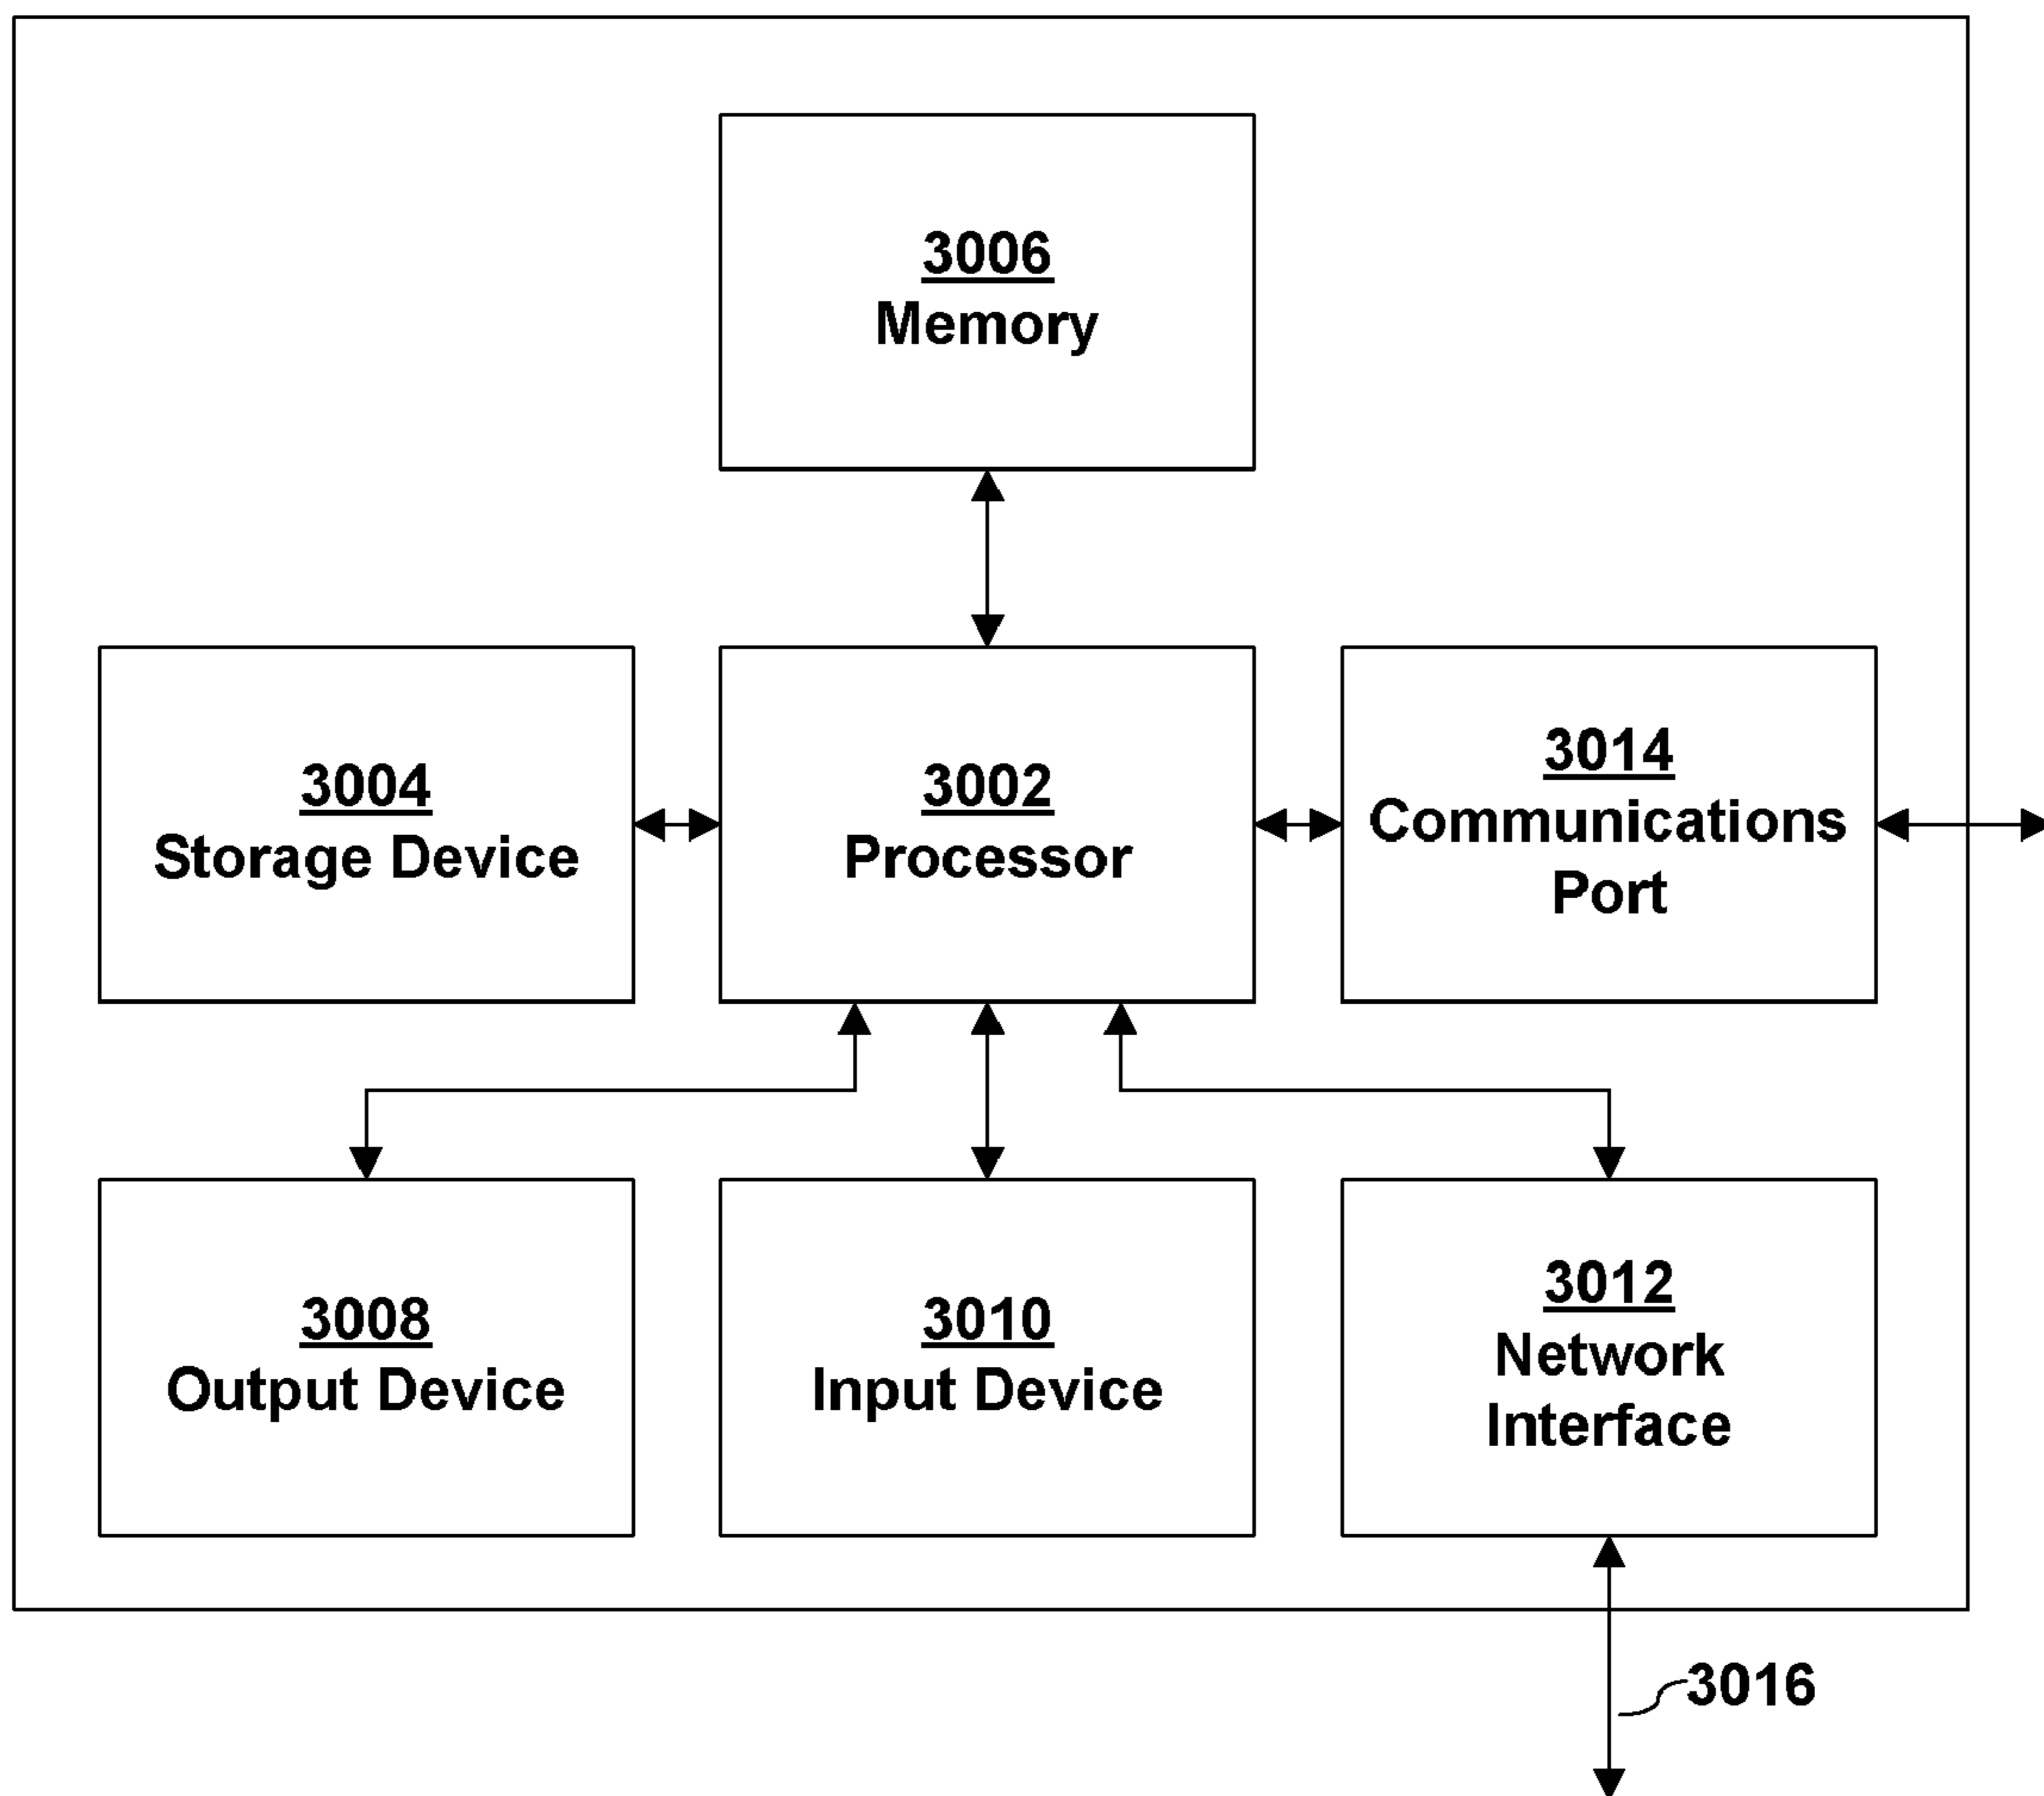 3006
Memory
3004
Storage Device
3002
Processor
3014
Communications
Port
3008
Output Device
3010
Input Device
3012
Network
Interface
3016